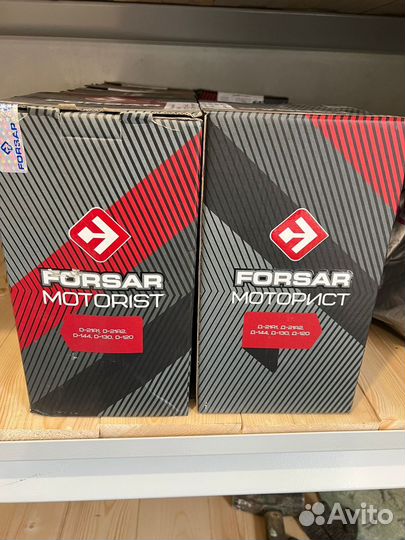 FORSAR
FORSAR
MOTORIST
D-21A1, D-21A2,
D-144, D-130, D-120
FORSAR
МОТОРИСТ
D-21A1, D-21A2,
D-144, D-130, D-120
Avito